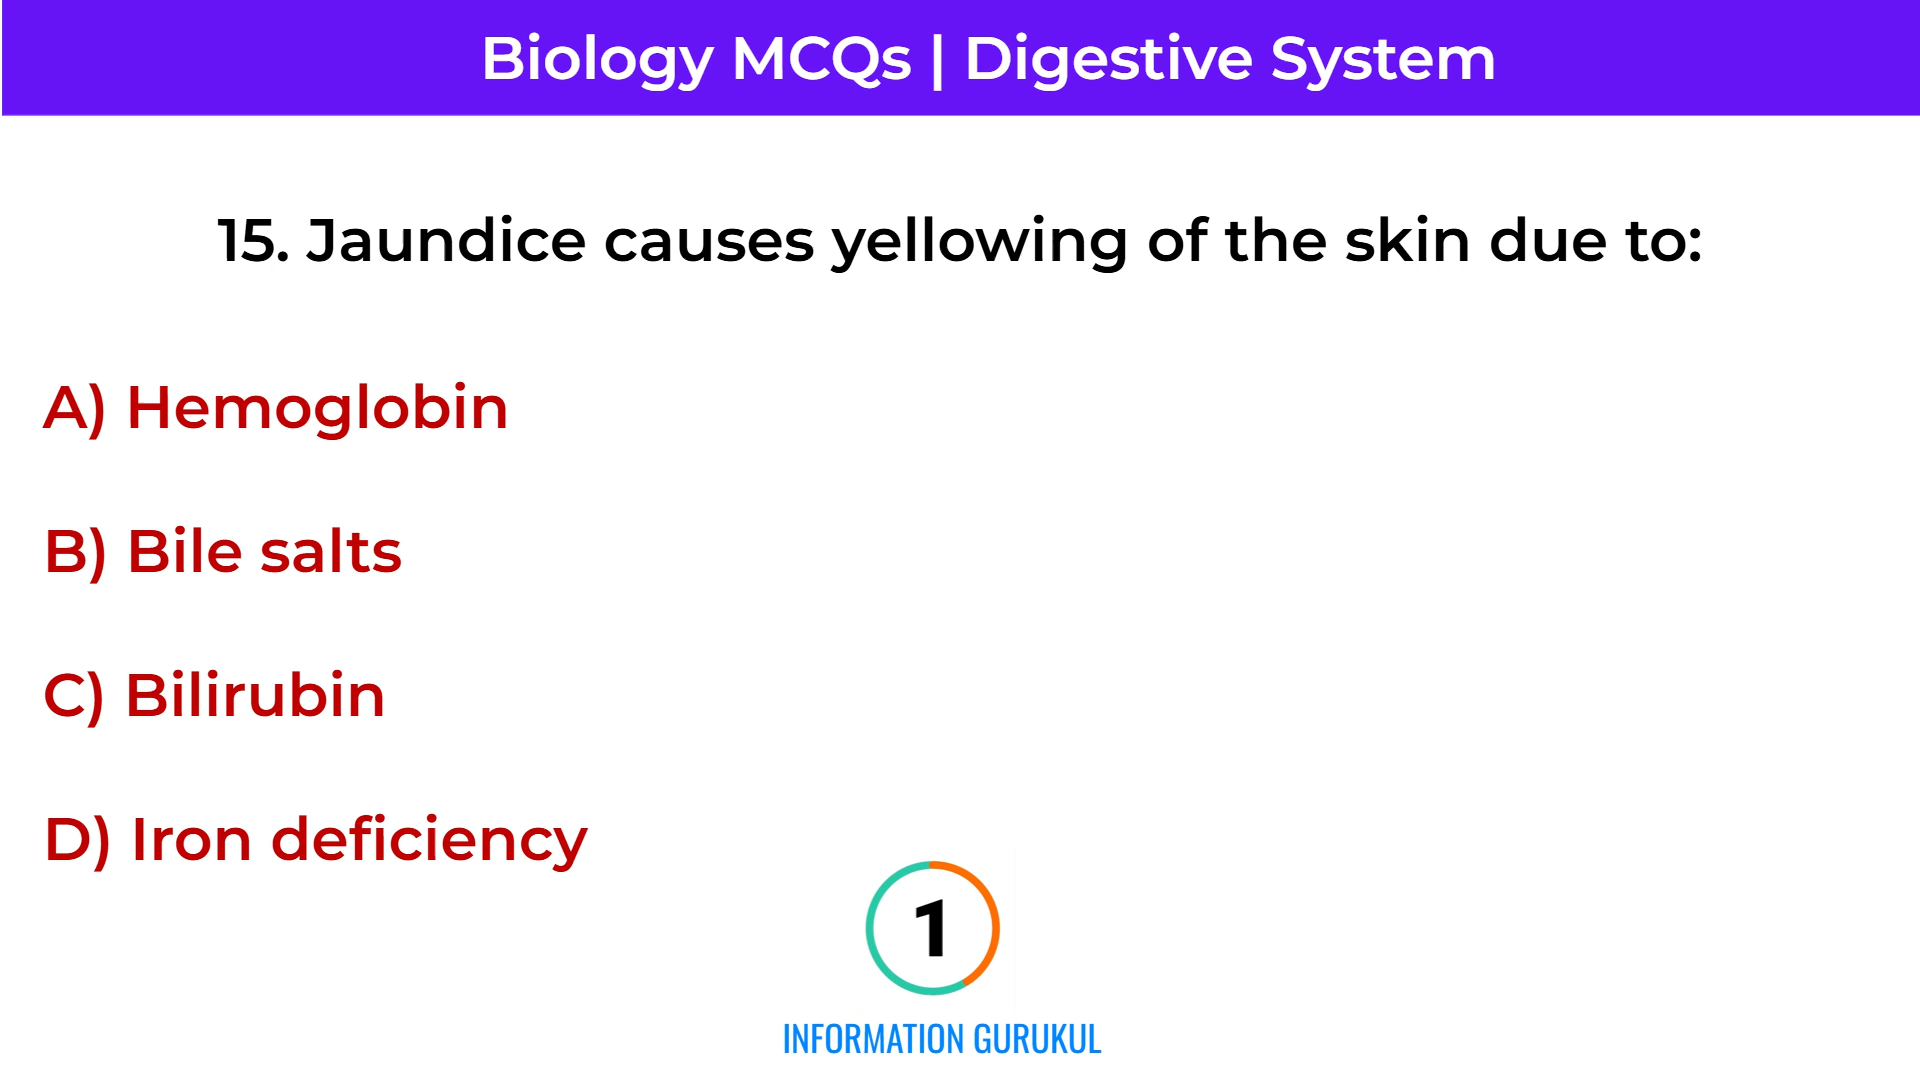 Biology MCQs | Digestive System
15. Jaundice causes yellowing of the skin due to:
A) Hemoglobin
B) Bile salts
C) Bilirubin
D) Iron deficiency
1
INFORMATION GURUKUL